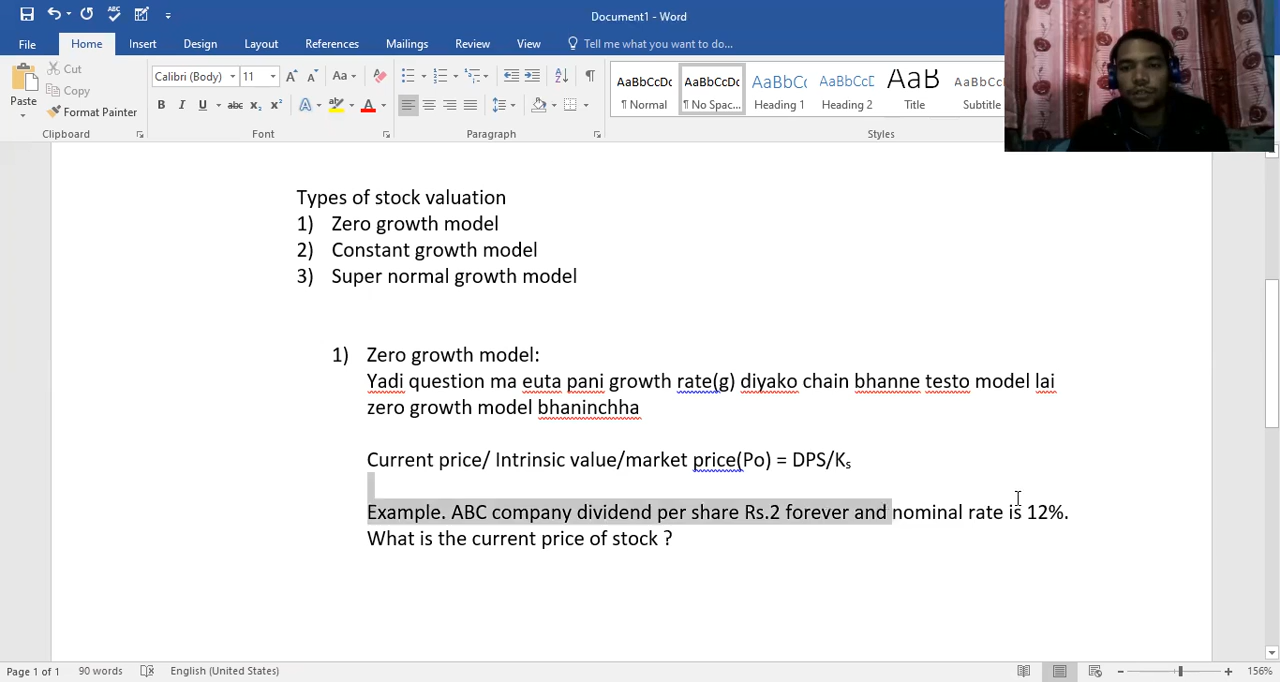 Document1 - Word
File Home Insert Design Layout References Mailings Review View Tell me what you want to do...
Cut
Copy
Paste Format Painter
Calibri (Body) 11
AaBbCcDc AaBbCcDc AaBbCc AaBbCcD AaB AaBbCcD
¶ Normal ¶ No Spac... Heading 1 Heading 2 Title Subtitle
Clipboard Font Paragraph Styles
Types of stock valuation
1) Zero growth model
2) Constant growth model
3) Super normal growth model
1) Zero growth model:
Yadi question ma euta pani growth rate(g) diyako chain bhanne testo model lai
zero growth model bhaninchha
Current price/ Intrinsic value/market price(Po) = DPS/Ks
Example. ABC company dividend per share Rs.2 forever and nominal rate is 12%.
What is the current price of stock ?
Page 1 of 1 90 words English (United States) 156%